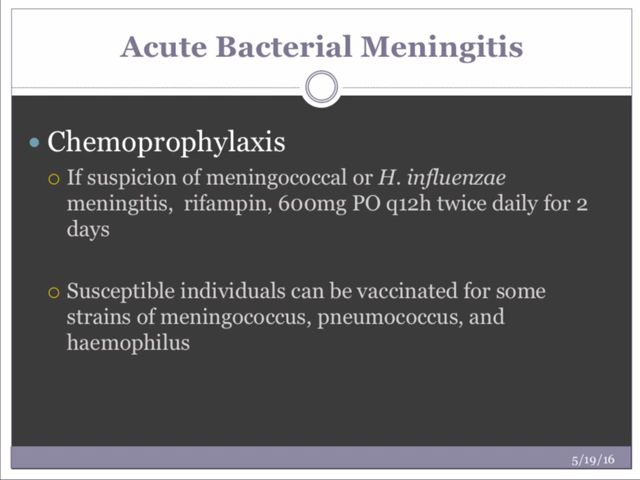 Acute Bacterial Meningitis
Chemoprophylaxis
If suspicion of meningococcal or H. influenzae
meningitis, rifampin, 600mg PO q12h twice daily for 2
days
Susceptible individuals can be vaccinated for some
strains of meningococcus, pneumococcus, and
haemophilus
5/19/16